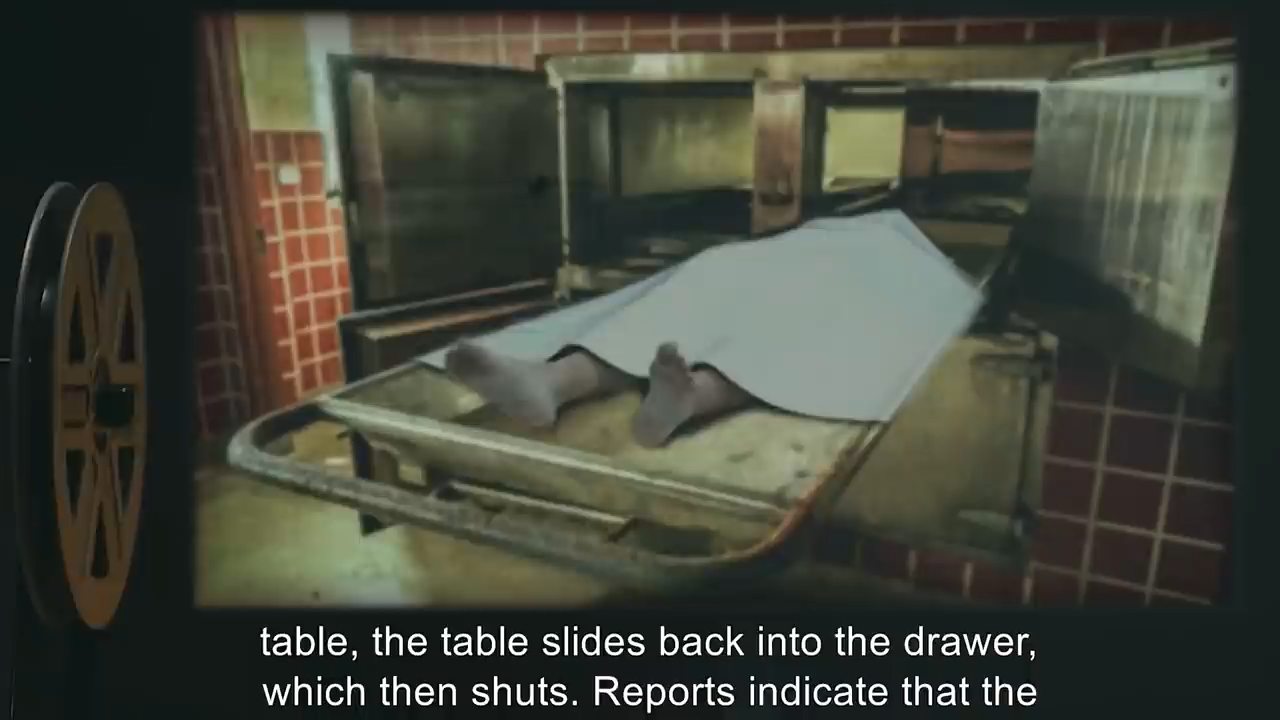 table, the table slides back into the drawer,
which then shuts. Reports indicate that the